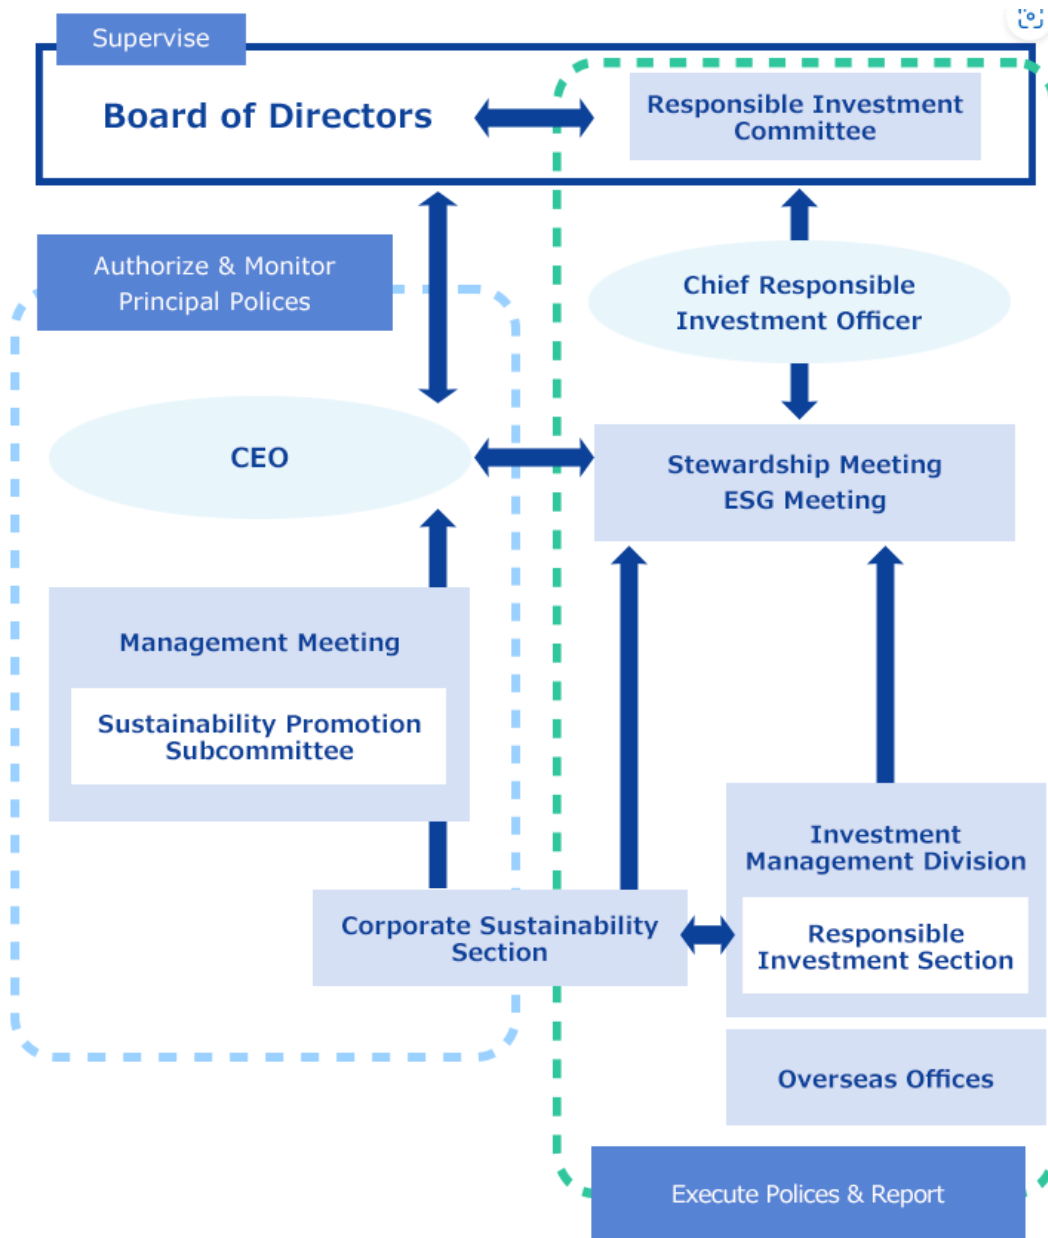 Supervise
Board of Directors
Responsible Investment
Committee
Authorize & Monitor
Principal Polices
Chief Responsible
Investment Officer
CEO
Stewardship Meeting
ESG Meeting
Management Meeting
Sustainability Promotion
Subcommittee
Investment
Management Division
Corporate Sustainability
Section
Responsible
Investment Section
Overseas Offices
Execute Polices & Report